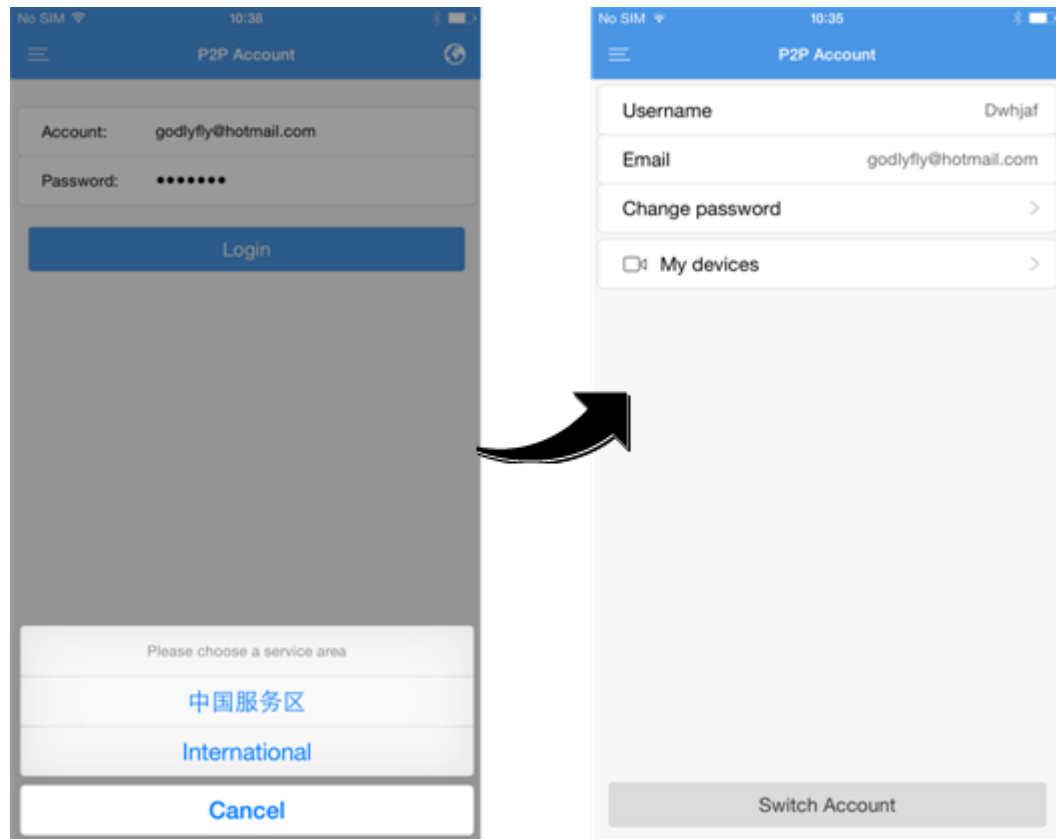 No SIM 10:38
P2P Account
Account: godlyfly@hotmail.com
Password: •••••••
Login
Please choose a service area
中国服务区
International
Cancel
No SIM 10:35
P2P Account
Username Dwhjaf
Email godlyfly@hotmail.com
Change password
My devices
Switch Account